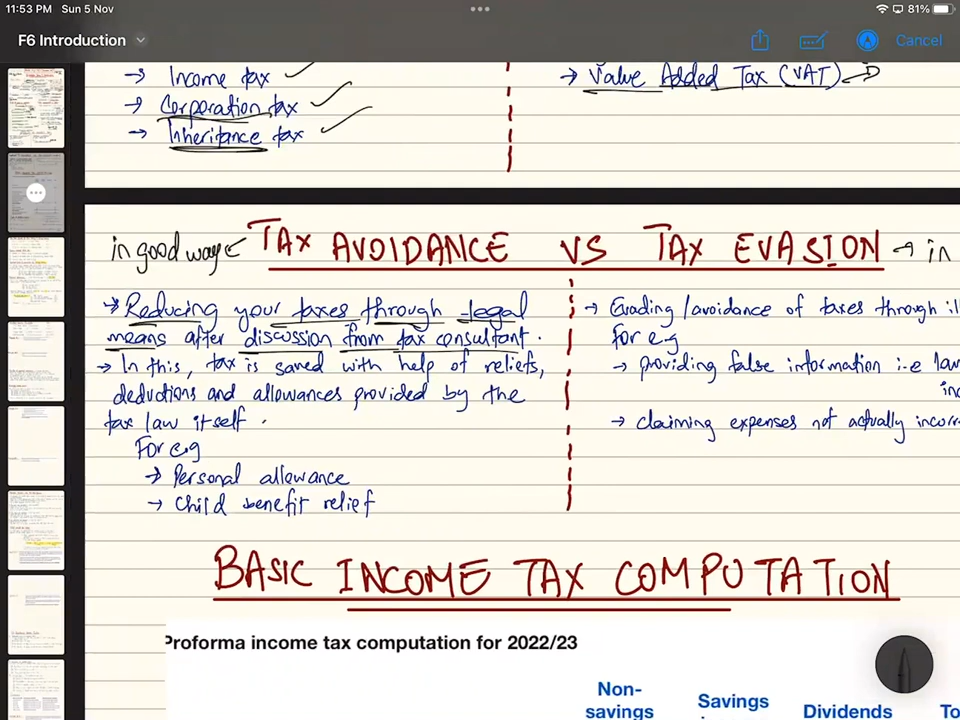 11:53 PM Sun 5 Nov
81%
F6 Introduction
Cancel
→ Income tax
→ Corporation tax
→ Inheritance tax
→ Value Added Tax (VAT)
in good way
TAX AVOIDANCE VS TAX EVASION → in
→ Reducing your taxes through legal
means after discussion from tax consultant.
→ In this, tax is saved with help of reliefs,
deductions and allowances provided by the
tax law itself.
For e.g
→ Personal allowance
→ Child benefit relief
→ Evading /avoidance of taxes through il
For e.g
→ providing false information i.e
→ claiming expenses not actually
BASIC INCOME TAX COMPUTATION
Proforma income tax computation for 2022/23
Non-
savings
Savings
Dividends
To